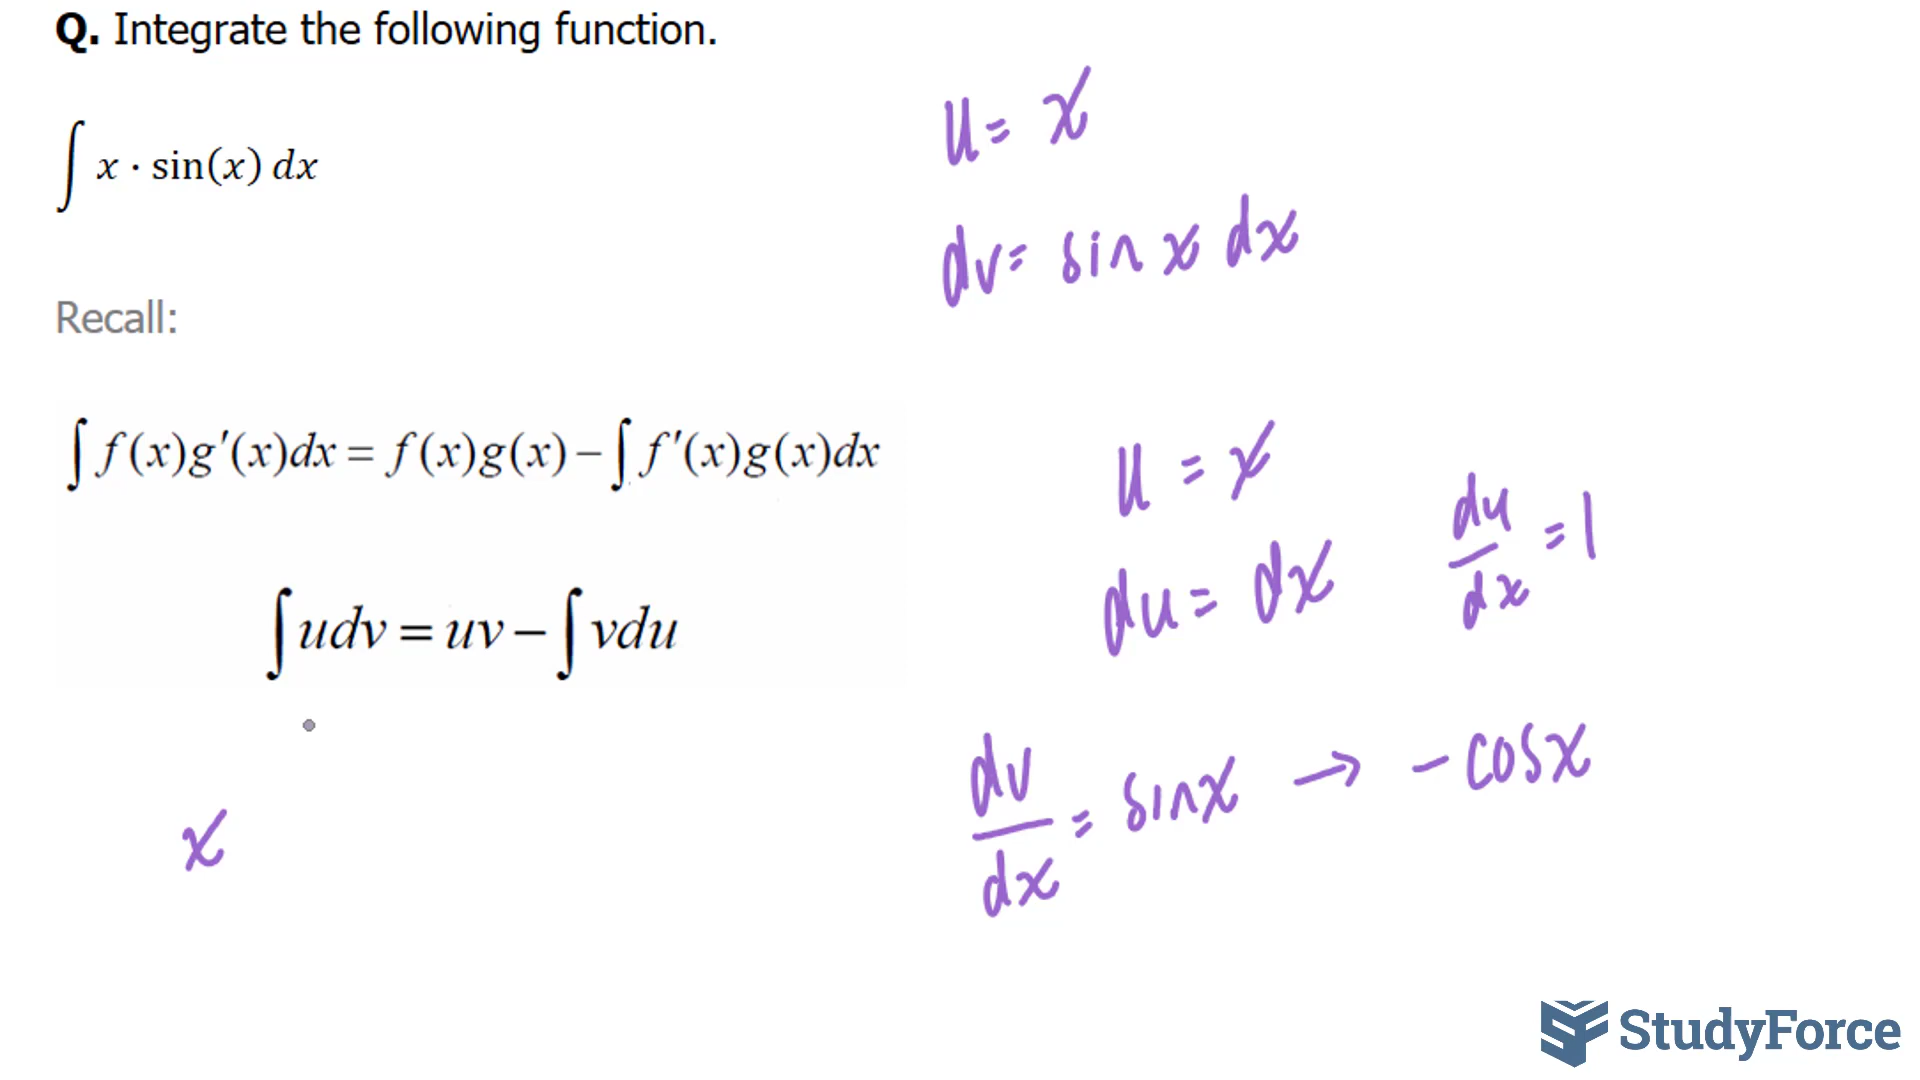 Q. Integrate the following function.
∫ x · sin(x) dx
Recall:
∫ f(x)g′(x)dx = f(x)g(x) − ∫ f′(x)g(x)dx
∫ udv = uv − ∫ vdu
x
u = x
dv = sin x dx
u = x
du = dx
du/dx = 1
dv/dx = sinx → - cosx
StudyForce